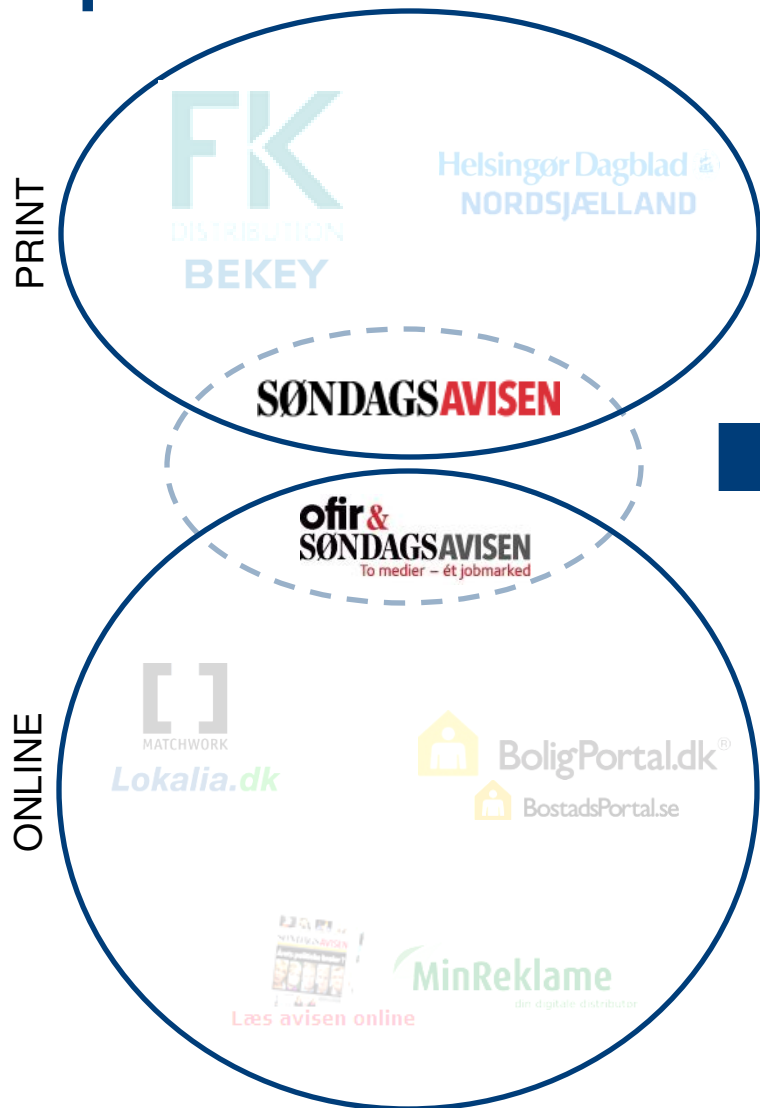 PRINT
FK
DISTRIBUTION
BEKEY
Helsingør Dagblad
NORDSJÆLLAND
SØNDAGSAVISEN
ofir &
SØNDAGSAVISEN
To medier – ét jobmarked
ONLINE
[ ]
MATCHWORK
Lokalia.dk
BoligPortal.dk®
BostadsPortal.se
SØNDAGSAVISEN
Læs avisen online
MinReklame
din digitale distributør